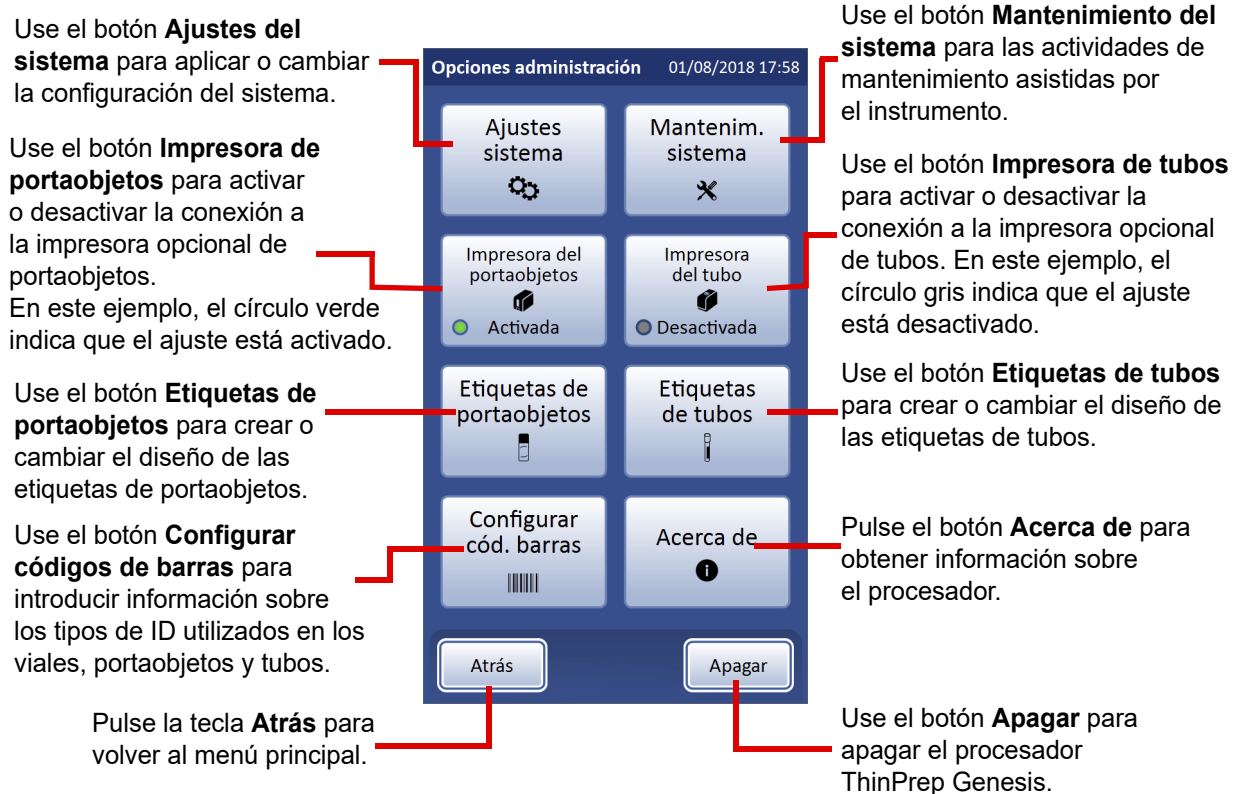 Use el botón Ajustes del
sistema para aplicar o cambiar
la configuración del sistema.
Use el botón Impresora de
portaobjetos para activar
o desactivar la conexión a
la impresora opcional de
portaobjetos.
En este ejemplo, el círculo verde
indica que el ajuste está activado.
Use el botón Etiquetas de
portaobjetos para crear o
cambiar el diseño de las
etiquetas de portaobjetos.
Use el botón Configurar
códigos de barras para
introducir información sobre
los tipos de ID utilizados en los
viales, portaobjetos y tubos.
Pulse la tecla Atrás para
volver al menú principal.
Opciones administración 01/08/2018 17:58
Ajustes
sistema
Mantenim.
sistema
Impresora del
portaobjetos
Activada
Impresora
del tubo
Desactivada
Etiquetas de
portaobjetos
Etiquetas
de tubos
Configurar
cód. barras
Acerca de
Atrás
Apagar
Use el botón Mantenimiento del
sistema para las actividades de
mantenimiento asistidas por
el instrumento.
Use el botón Impresora de tubos
para activar o desactivar la
conexión a la impresora opcional
de tubos. En este ejemplo, el
círculo gris indica que el ajuste
está desactivado.
Use el botón Etiquetas de tubos
para crear o cambiar el diseño de
las etiquetas de tubos.
Pulse el botón Acerca de para
obtener información sobre
el procesador.
Use el botón Apagar para
apagar el procesador
ThinPrep Genesis.